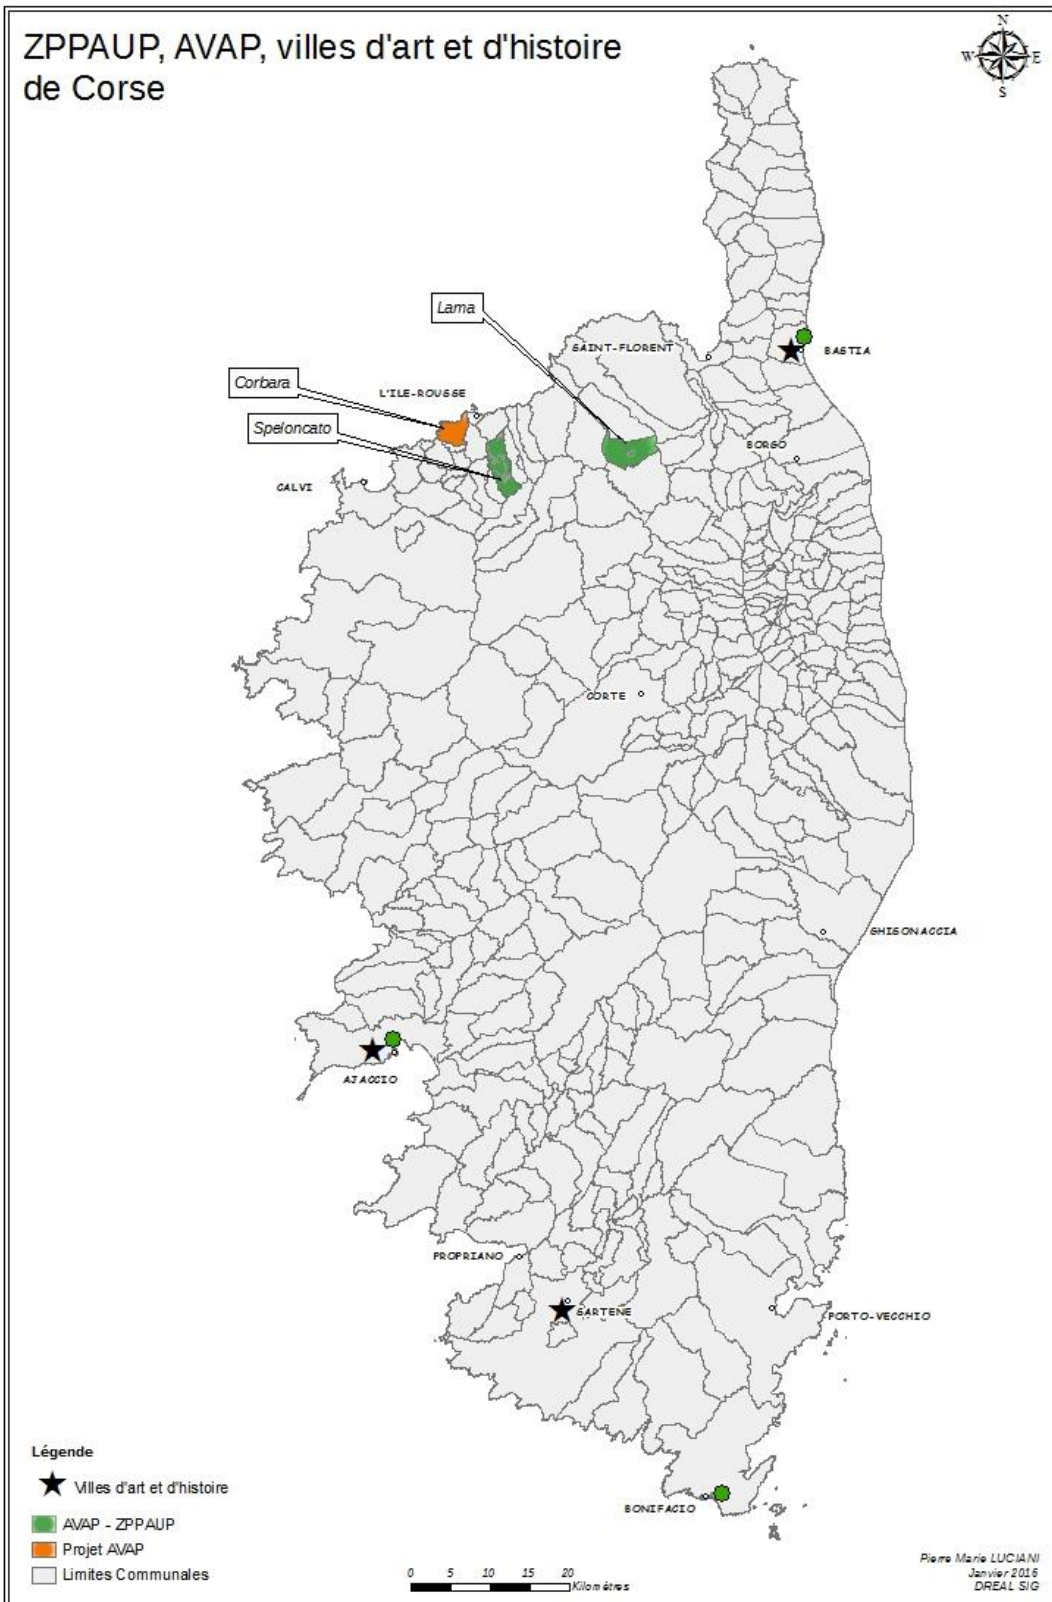 ZPPAUP, AVAP, villes d'art et d'histoire
de Corse
N
W
E
S
Lama
SAINT-FLORENT
BASTIA
Corbara
L'ILE-ROUSSE
Speloncato
BORGO
CALVI
CORTE
GHISONACCIA
AJACCIO
PROPRIANO
SARTENE
PORTO-VECCHIO
BONIFACIO
Légende
Villes d'art et d'histoire
AVAP - ZPPAUP
Projet AVAP
Limites Communales
0 5 10 15 20
Kilomètres
Pierre Marie LUCIANI
Janvier 2016
DREAL SIG